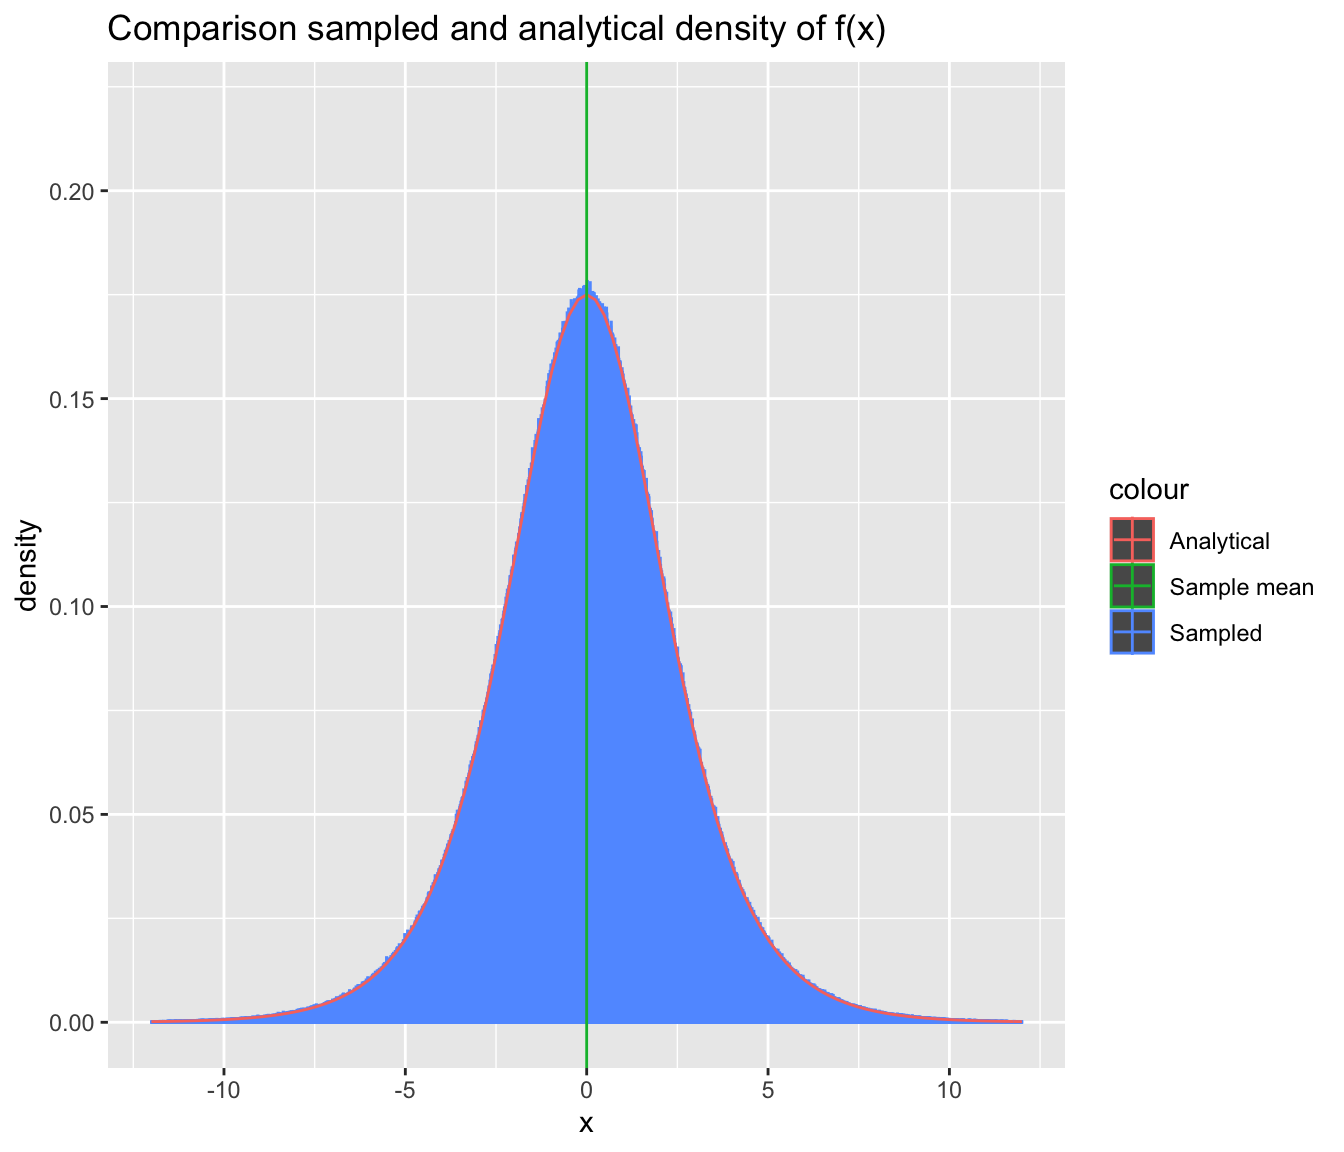 Comparison sampled and analytical density of f(x)
0.20
0.15
0.10
0.05
0.00
density
-10 -5 0 5 10
x
colour
Analytical
Sample mean
Sampled